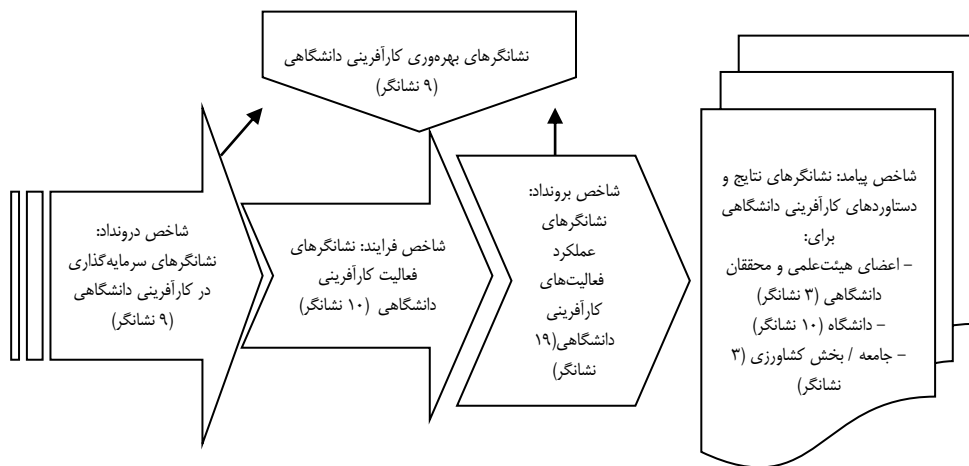 نشانگرهای بهره‌وری کارآفرینی دانشگاهی
(۹ نشانگر)
شاخص درونداد:
نشانگرهای سرمایه‌گذاری
در کارآفرینی دانشگاهی
(۹ نشانگر)
شاخص فرایند: نشانگرهای
فعالیت کارآفرینی
دانشگاهی (۱۰ نشانگر)
شاخص برونداد:
نشانگرهای
عملکرد
فعالیت‌های
کارآفرینی
دانشگاهی(۱۹
نشانگر)
شاخص پیامد: نشانگرهای نتایج و
دستاوردهای کارآفرینی دانشگاهی
برای:
- اعضای هیئت‌علمی و محققان
دانشگاهی (۳ نشانگر)
- دانشگاه (۱۰ نشانگر)
- جامعه / بخش کشاورزی (۳
نشانگر)